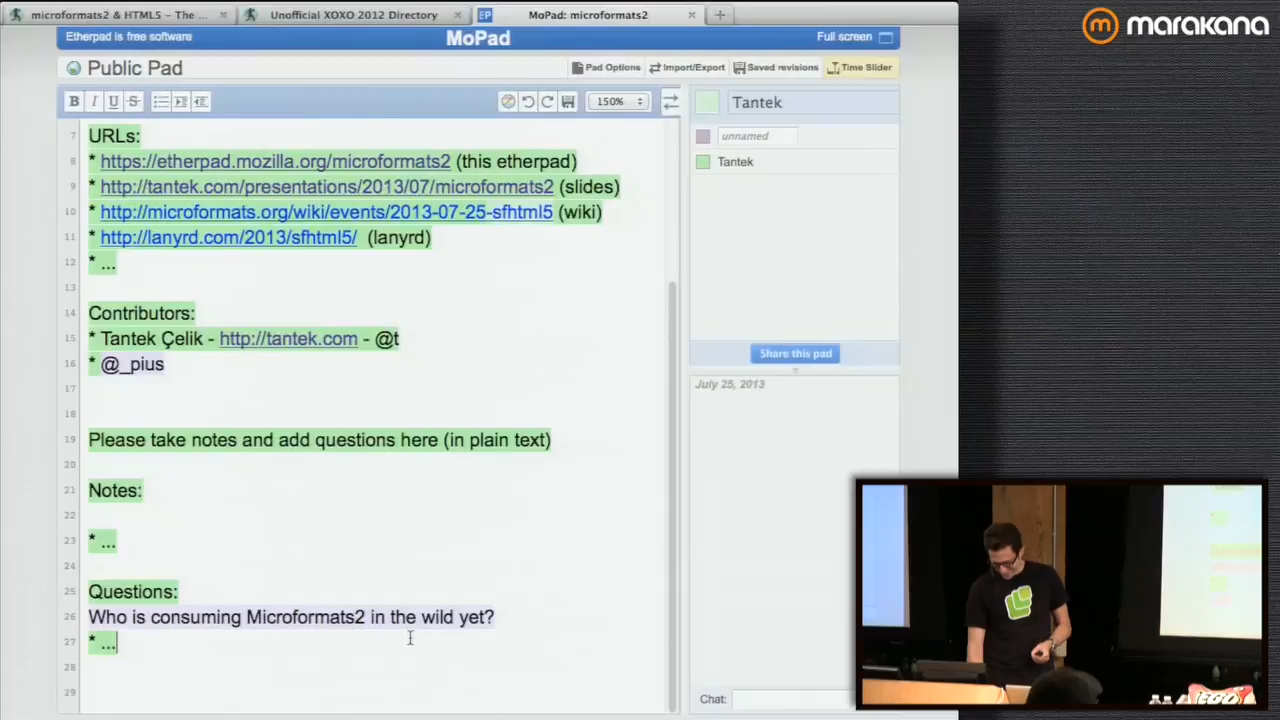 microformats2 & HTML5 - The ...
Unofficial XOXO 2012 Directory
EP MoPad: microformats2
marakana
Etherpad is free software
MoPad
Full screen
Public Pad
Pad Options
Import/Export
Saved revisions
Time Slider
B I U S
150%
Tantek
unnamed
Tantek
7 URLs:
8 * https://etherpad.mozilla.org/microformats2 (this etherpad)
9 * http://tantek.com/presentations/2013/07/microformats2 (slides)
10 * http://microformats.org/wiki/events/2013-07-25-sfhtml5 (wiki)
11 * http://lanyrd.com/2013/sfhtml5/ (lanyrd)
12 * ...
13
14 Contributors:
15 * Tantek Çelik - http://tantek.com - @t
16 * @_pius
17
18
19 Please take notes and add questions here (in plain text)
20
21 Notes:
22
23 * ...
25 Questions:
26 Who is consuming Microformats2 in the wild yet?
27 * ...
28
29
Share this pad
July 25, 2013
Chat: